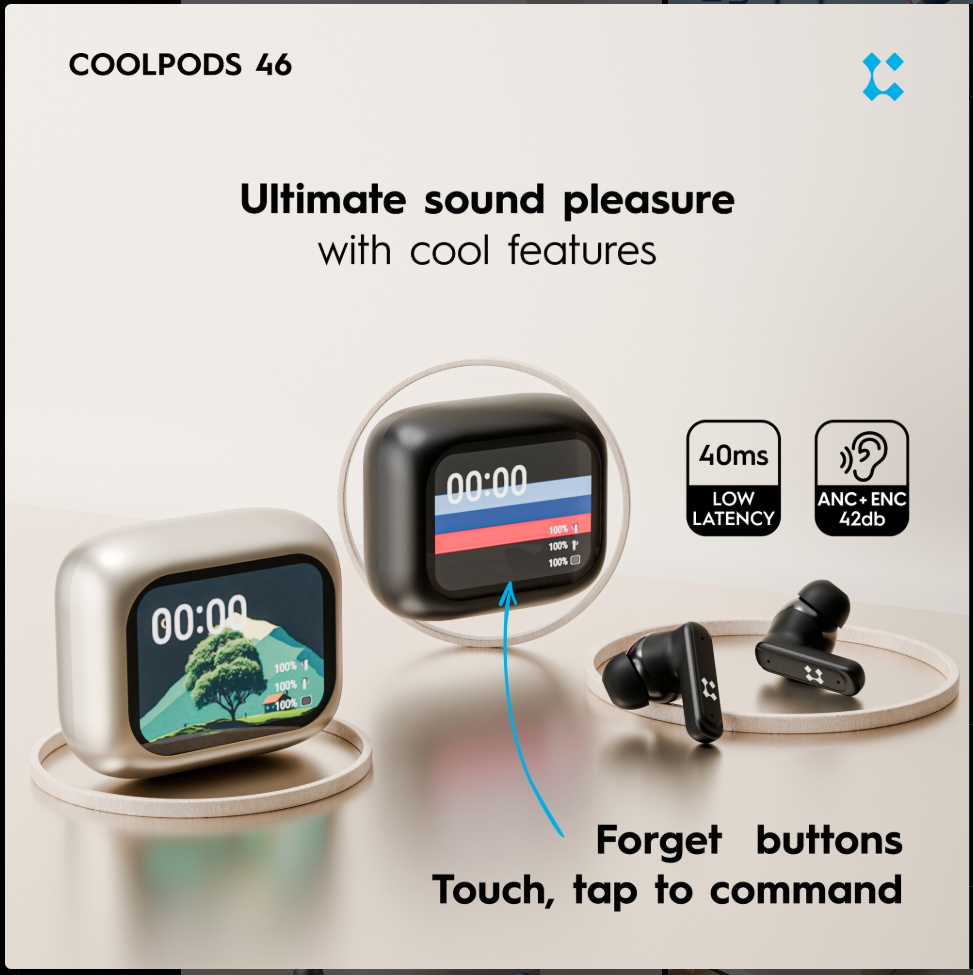 COOLPODS 46
Ultimate sound pleasure
with cool features
00:00
100%
100%
100%
40ms
LOW
LATENCY
ANC+ENC
42db
00:00
100%
100%
100%
Forget buttons
Touch, tap to command